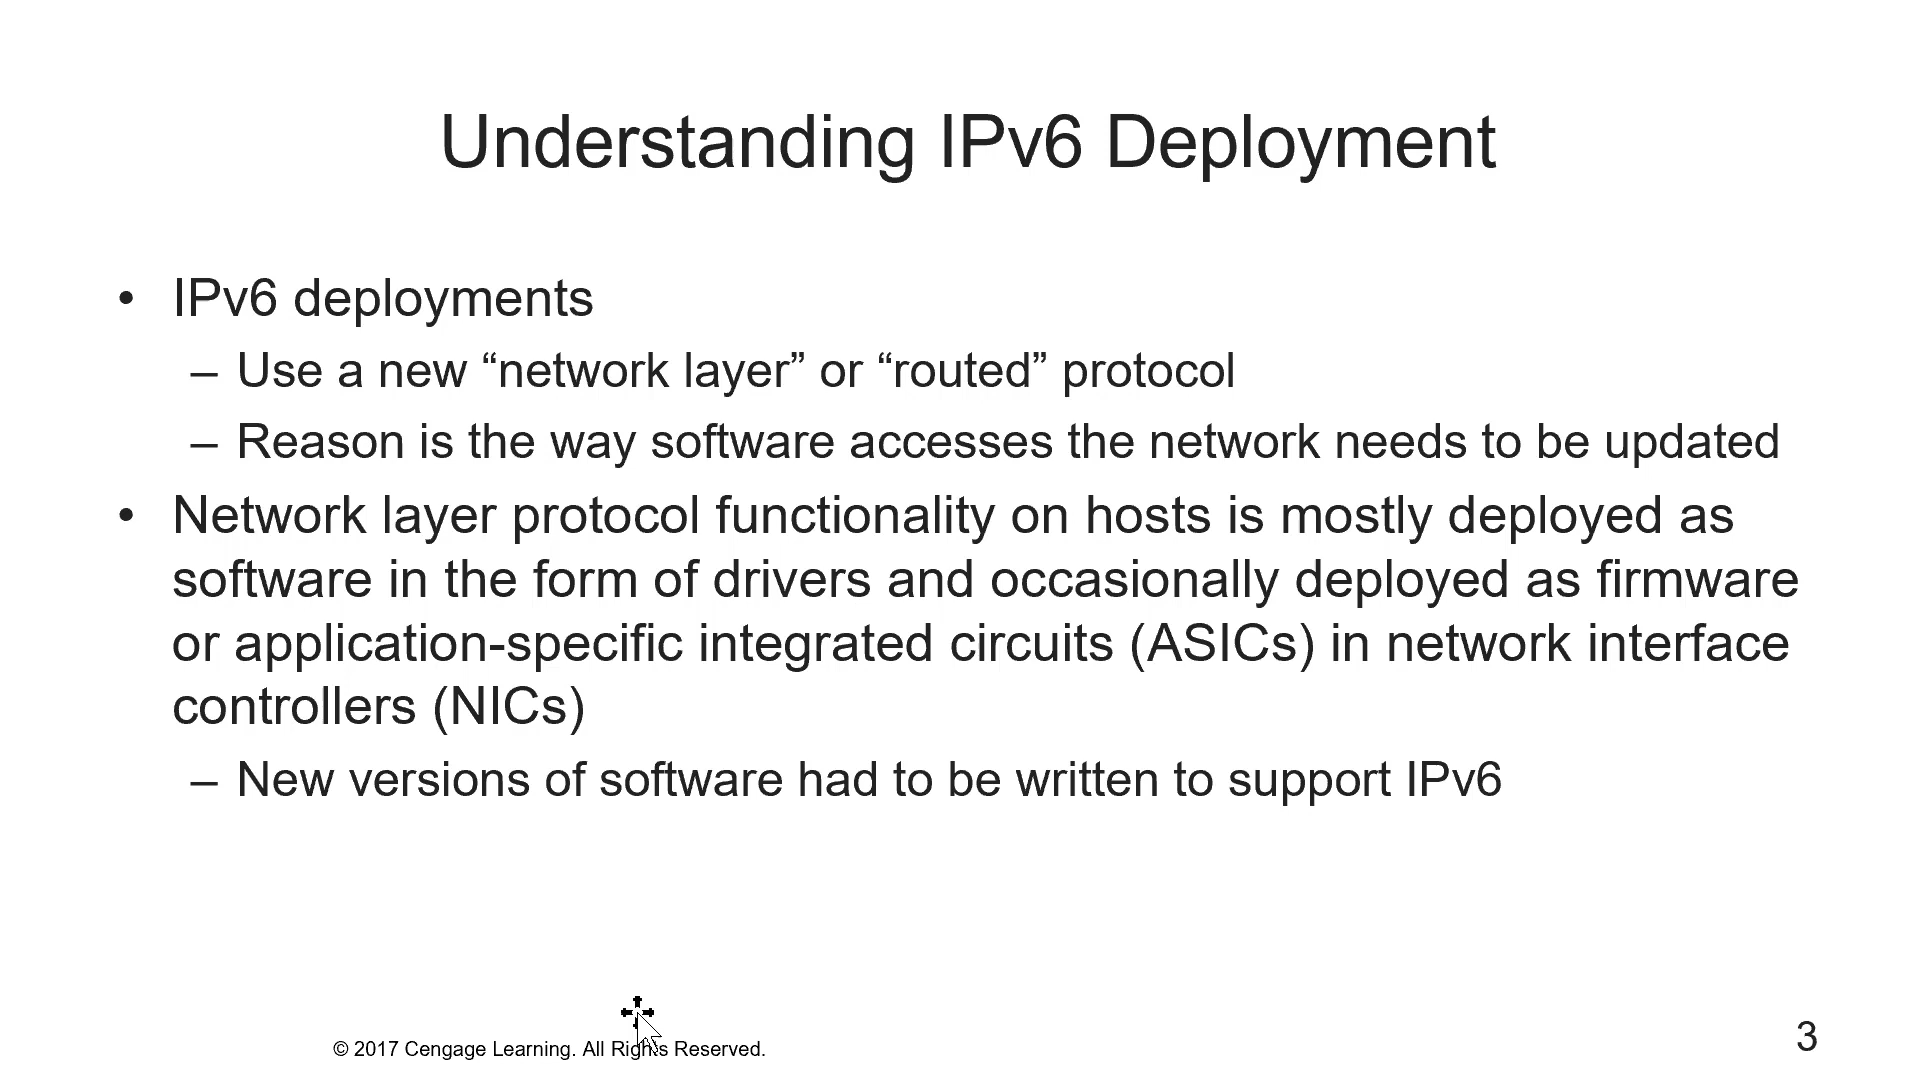 Understanding IPv6 Deployment
• IPv6 deployments
– Use a new “network layer” or “routed” protocol
– Reason is the way software accesses the network needs to be updated
• Network layer protocol functionality on hosts is mostly deployed as
software in the form of drivers and occasionally deployed as firmware
or application-specific integrated circuits (ASICs) in network interface
controllers (NICs)
– New versions of software had to be written to support IPv6
© 2017 Cengage Learning. All Rights Reserved.
3